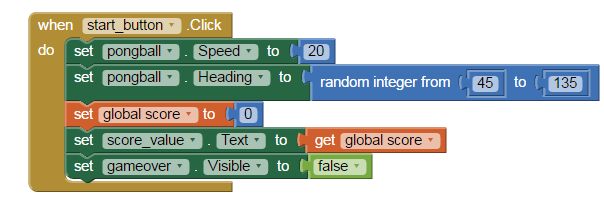 when start_button .Click
do set pongball . Speed to 20
set pongball . Heading to random integer from 45 to 135
set global score to 0
set score_value . Text to get global score
set gameover . Visible to false